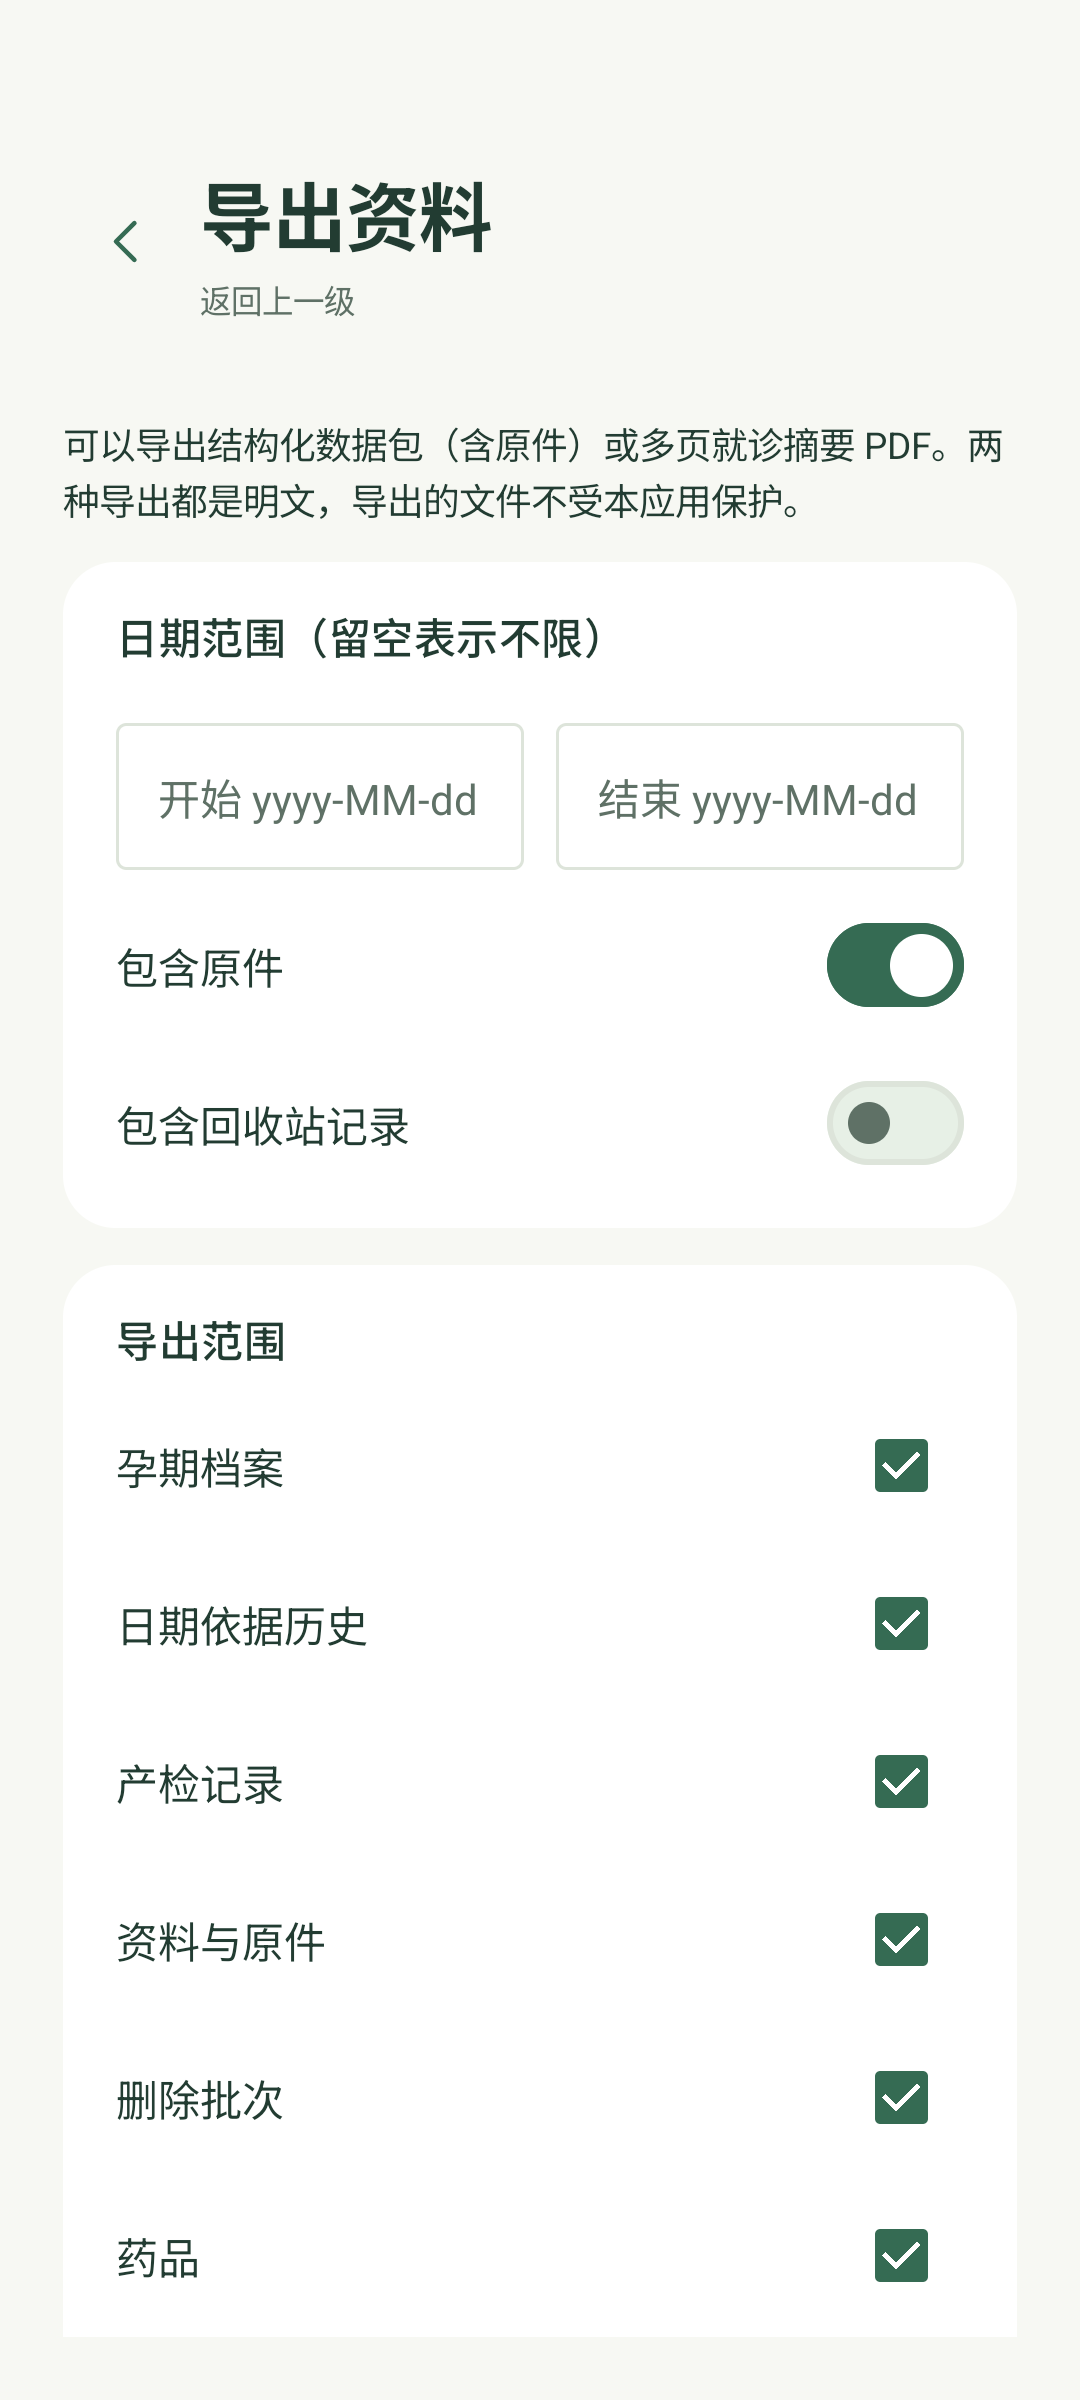 导出资料
返回上一级
可以导出结构化数据包（含原件）或多页就诊摘要 PDF。两
种导出都是明文，导出的文件不受本应用保护。
日期范围（留空表示不限）
开始 yyyy-MM-dd
结束 yyyy-MM-dd
包含原件
包含回收站记录
导出范围
孕期档案
日期依据历史
产检记录
资料与原件
删除批次
药品